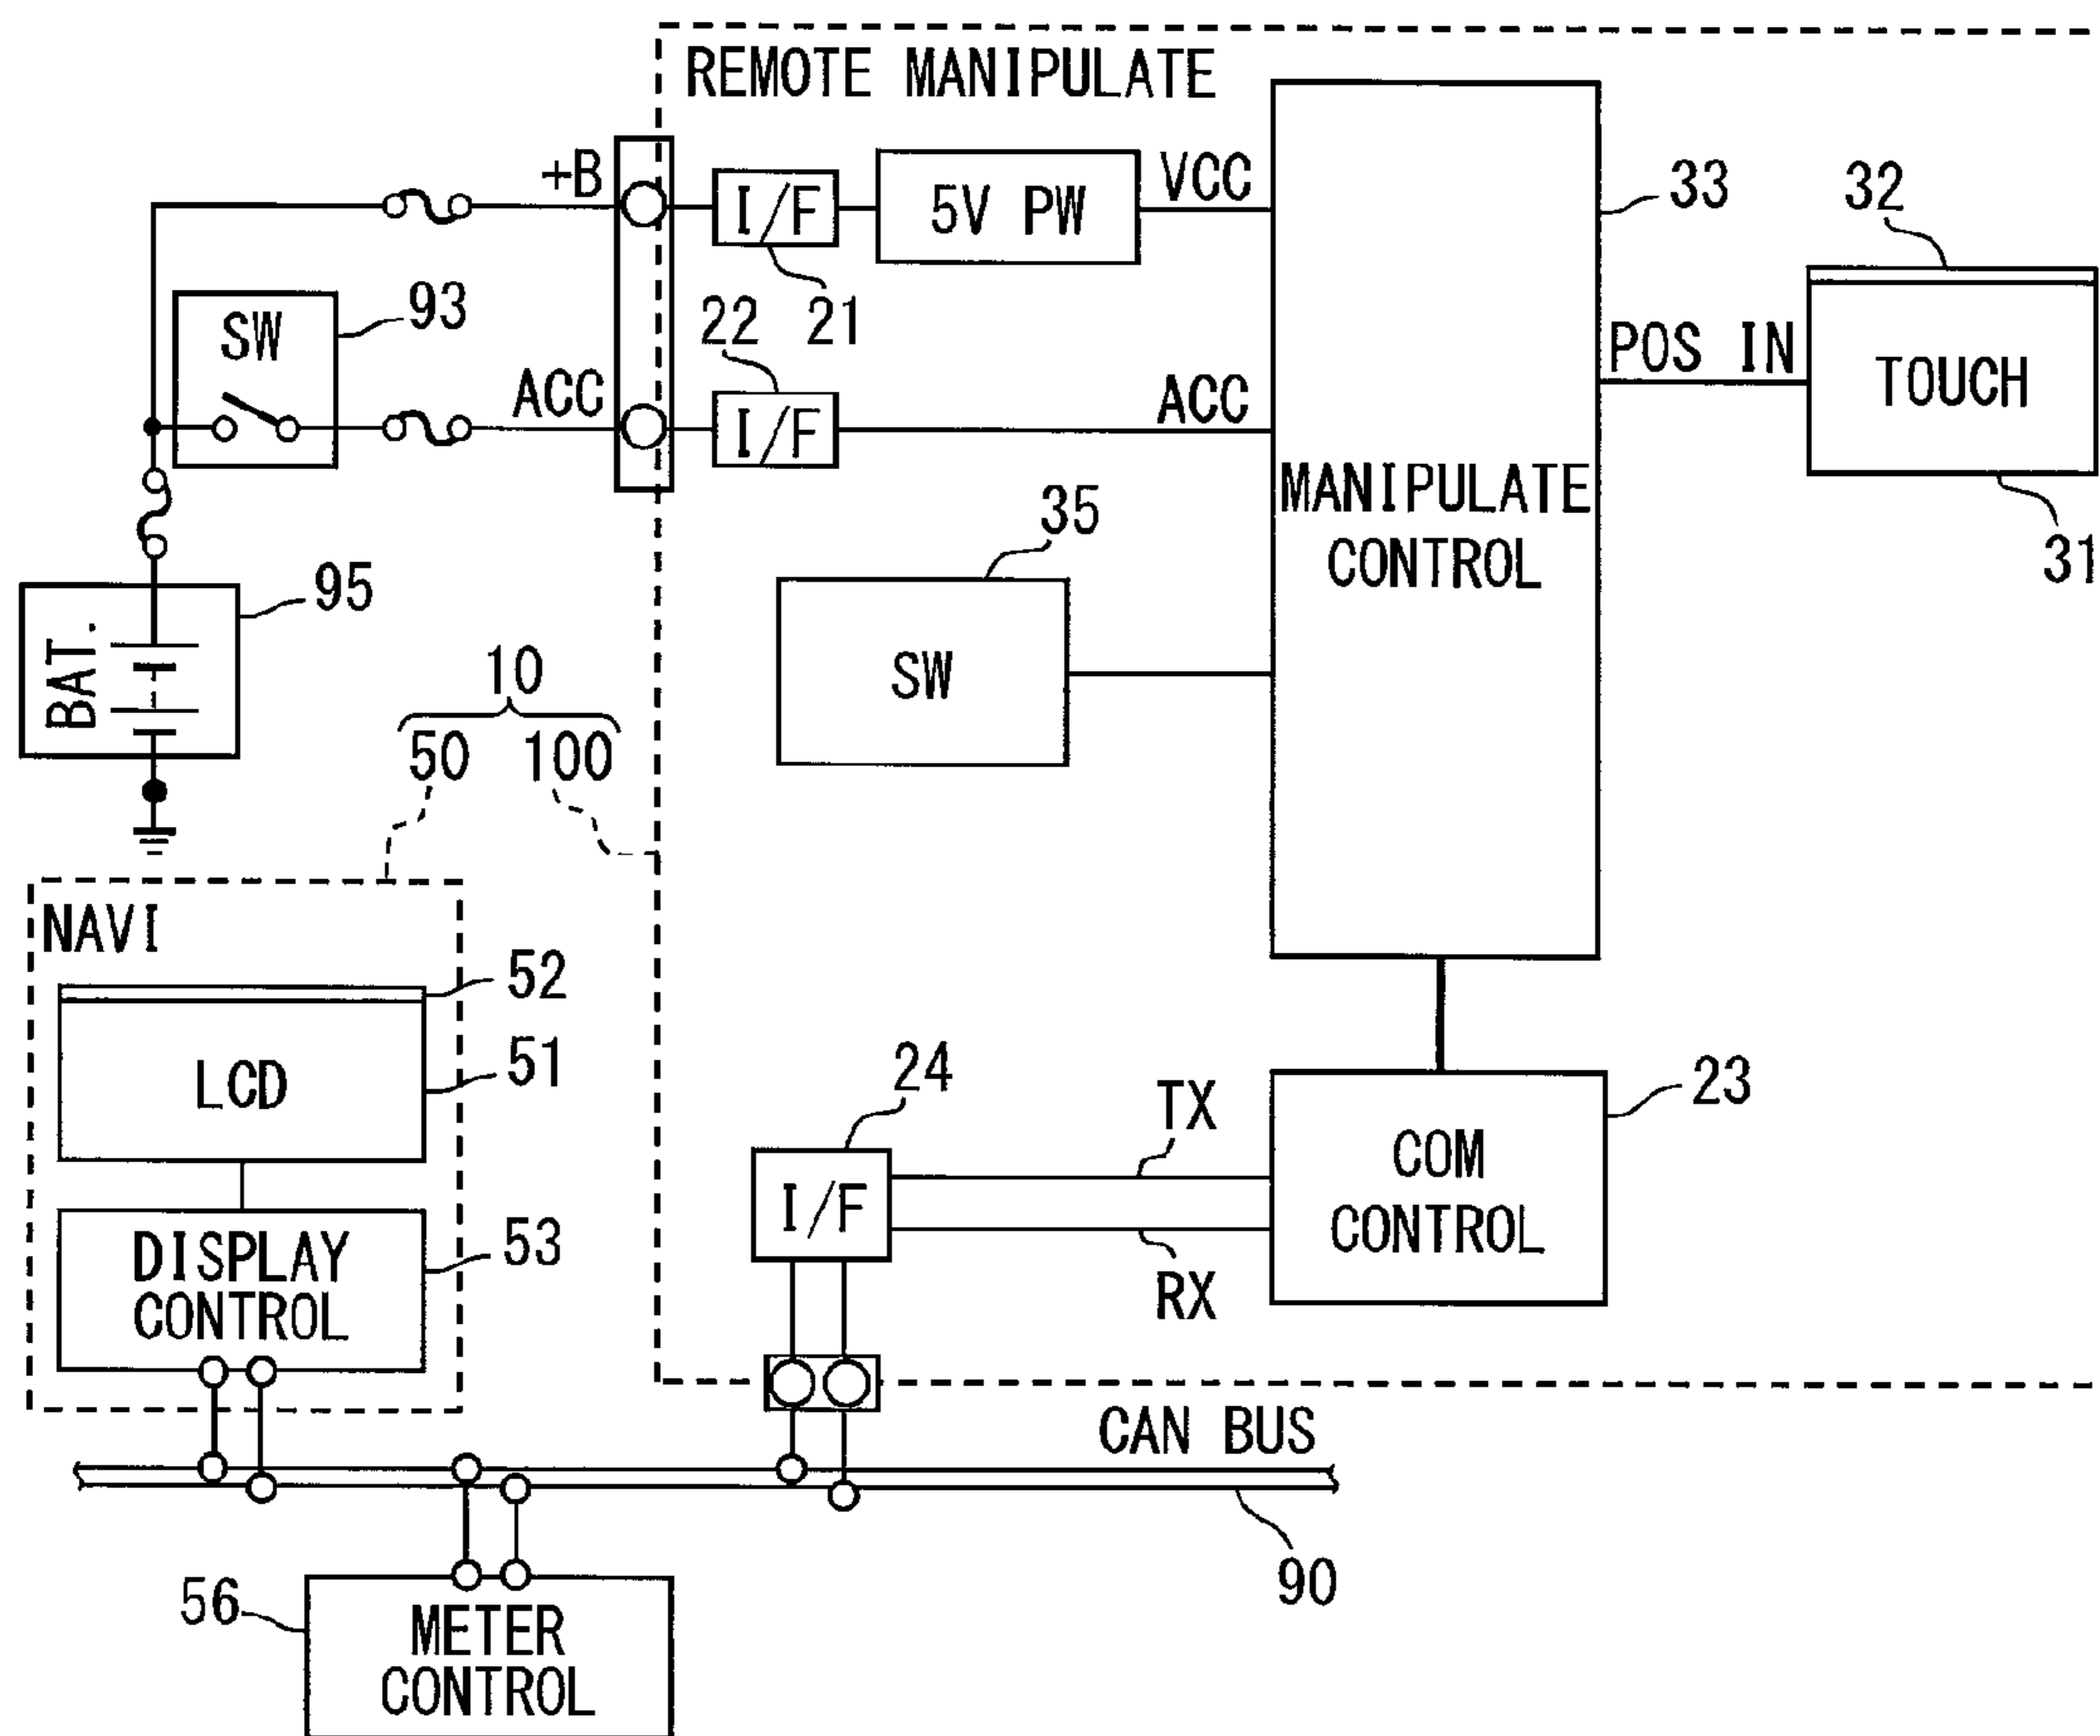 REMOTE MANIPULATE
+B
I/F
5V PW
VCC
33
32
21
SW
93
22
ACC
I/F
ACC
POS IN
TOUCH
31
MANIPULATE
CONTROL
35
SW
95
BAT.
10
50
100
NAVI
52
LCD
51
24
TX
23
COM
CONTROL
I/F
RX
DISPLAY
CONTROL
53
CAN BUS
90
56
METER
CONTROL